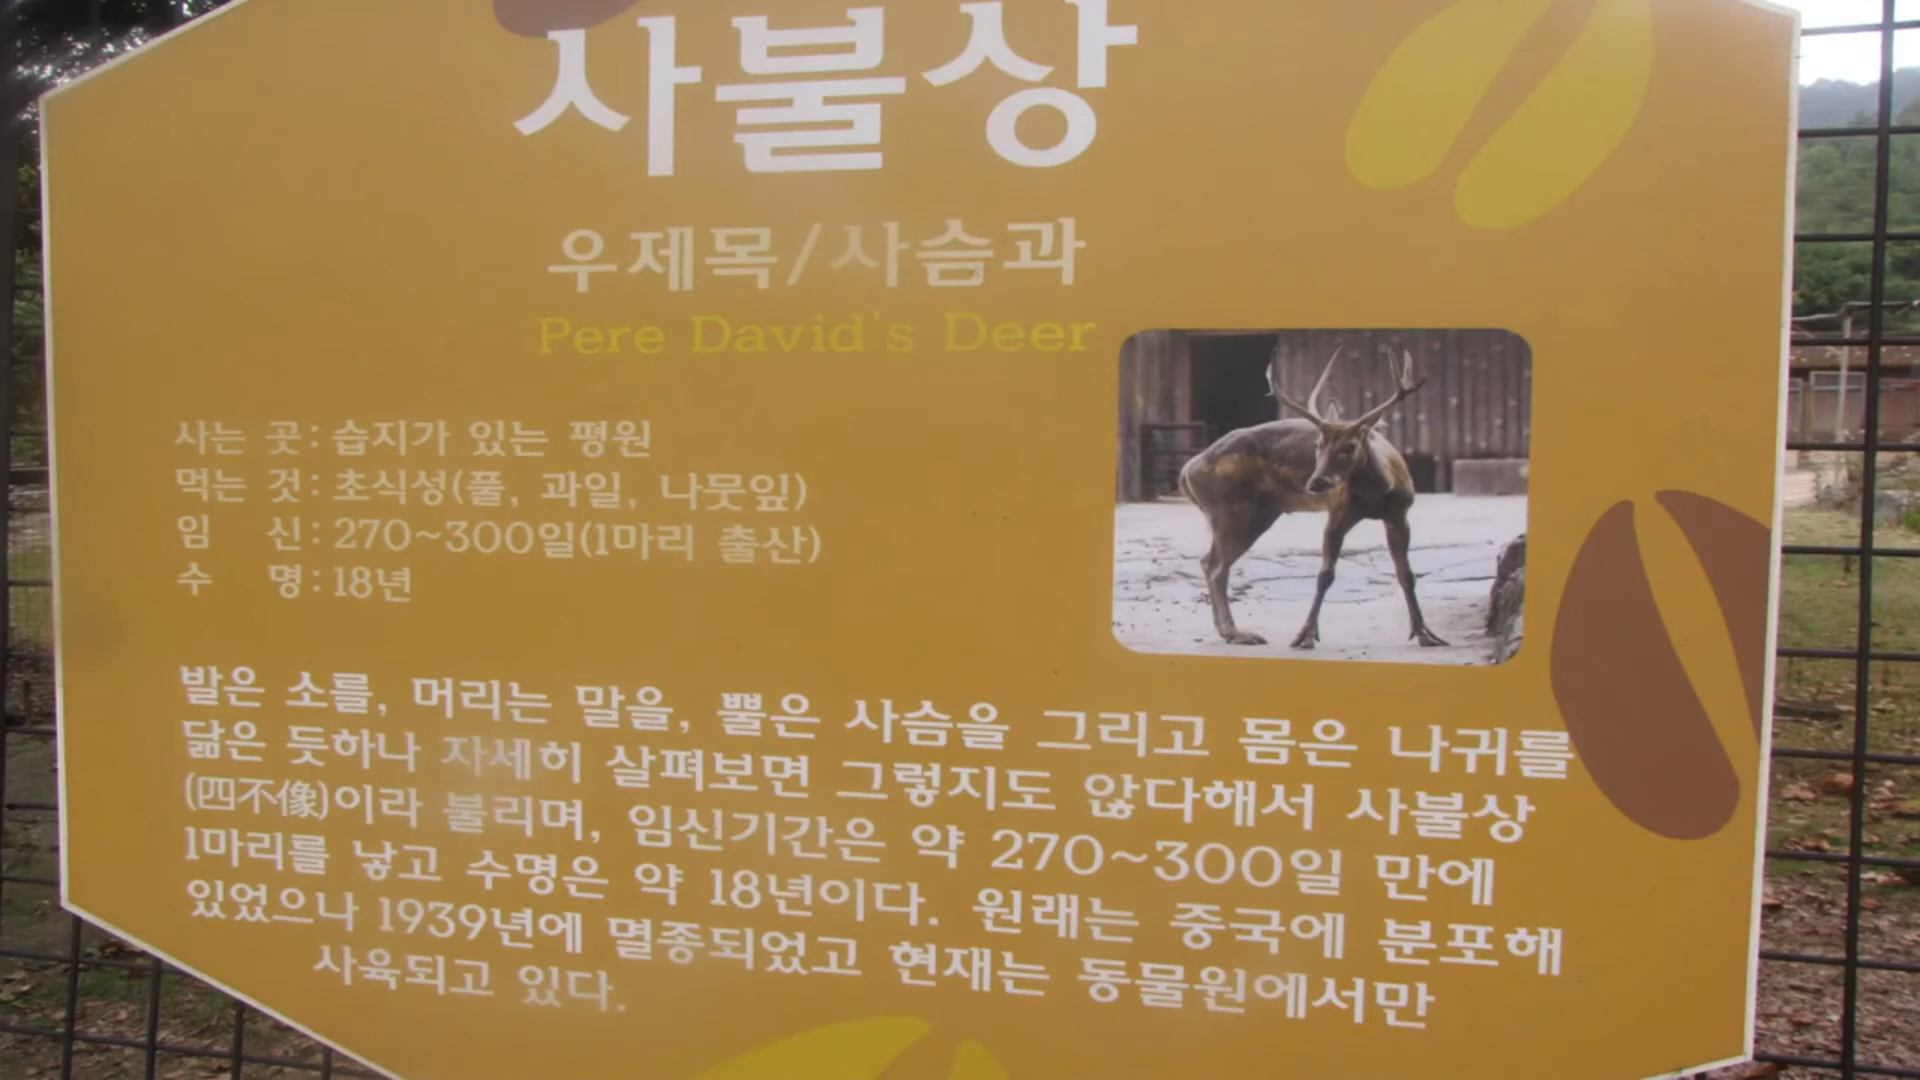 사불상
우제목/사슴과
Pere David's Deer
사는 곳: 습지가 있는 평원
먹는 것: 초식성(풀, 과일, 나뭇잎)
임 신: 270~300일(1마리 출산)
수 명: 18년
발은 소를, 머리는 말을, 뿔은 사슴을 그리고 몸은 나귀를
닮은 듯하나 자세히 살펴보면 그렇지도 않다해서 사불상
(四不像)이라 불리며, 임신기간은 약 270~300일 만에
1마리를 낳고 수명은 약 18년이다. 원래는 중국에 분포해
있었으나 1939년에 멸종되었고 현재는 동물원에서만
사육되고 있다.